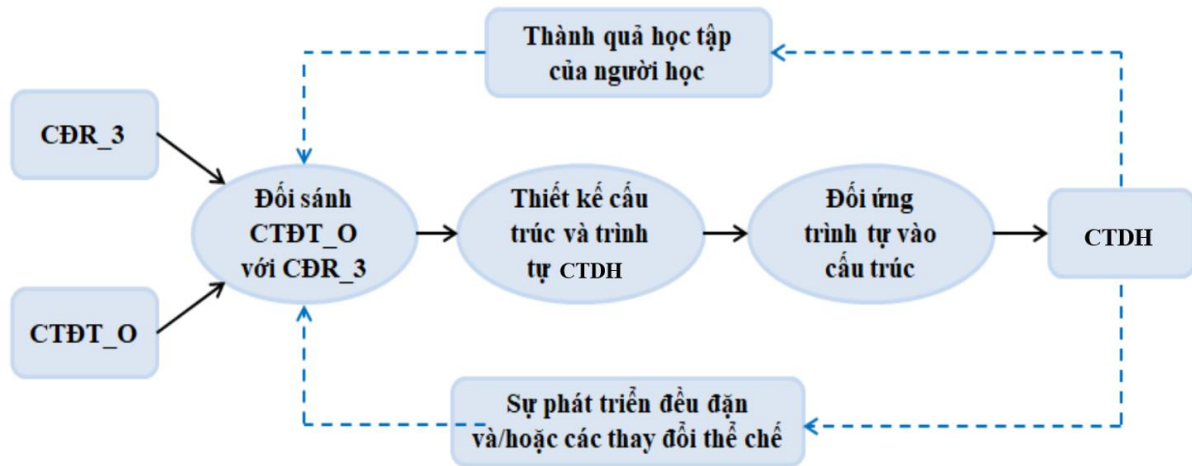 Thành quả học tập
của người học
CĐR_3
Đối sánh
CTĐT_O
với CĐR_3
Thiết kế cấu
trúc và trình
tự CTDH
Đối ứng
trình tự vào
cấu trúc
CTDH
CTĐT_O
Sự phát triển đều đặn
và/hoặc các thay đổi thể chế